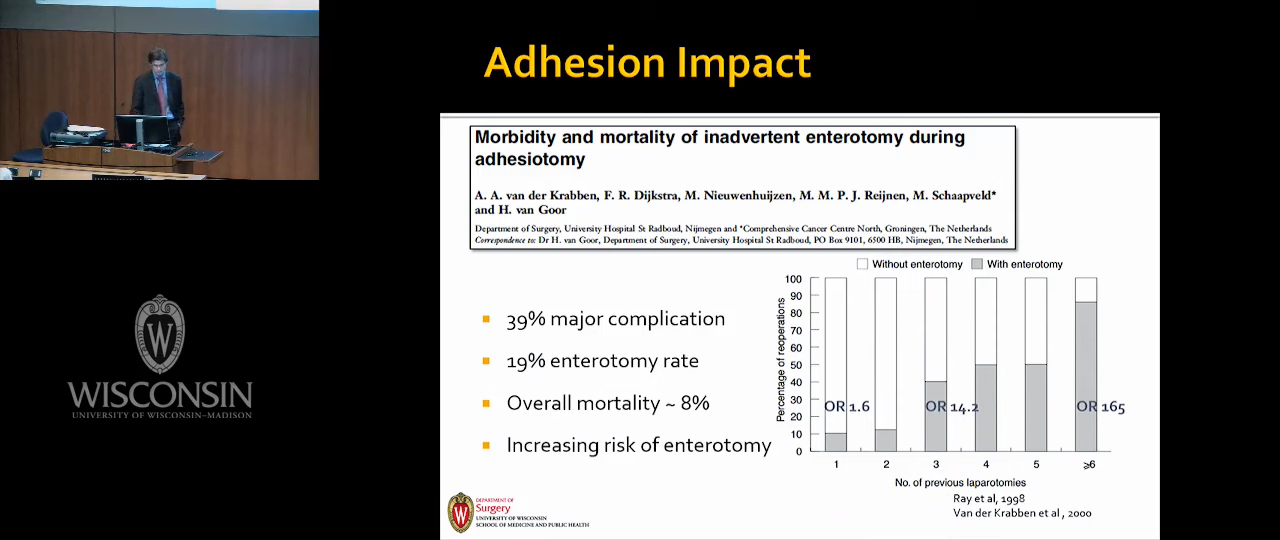 Adhesion Impact
Morbidity and mortality of inadvertent enterotomy during
adhesiotomy
A. A. van der Krabben, F. R. Dijkstra, M. Nieuwenhuijzen, M. M. P. J. Reijnen, M. Schaapveld*
and H. van Goor
Department of Surgery, University Hospital St Radboud, Nijmegen and *Comprehensive Cancer Centre North, Groningen, The Netherlands
Correspondence to: Dr H. van Goor, Department of Surgery, University Hospital St Radboud, PO Box 9101, 6500 HB, Nijmegen, The Netherlands
39% major complication
19% enterotomy rate
Overall mortality ~ 8%
Increasing risk of enterotomy
Without enterotomy With enterotomy
Percentage of reoperations
100
90
80
70
60
50
40
30
20
10
0
OR 1.6 OR 14.2 OR 165
1 2 3 4 5 ⩾6
No. of previous laparotomies
Ray et al, 1998
Van der Krabben et al , 2000
W
WISCONSIN
UNIVERSITY OF WISCONSIN–MADISON
W
DEPARTMENT OF
Surgery
UNIVERSITY OF WISCONSIN
SCHOOL OF MEDICINE AND PUBLIC HEALTH